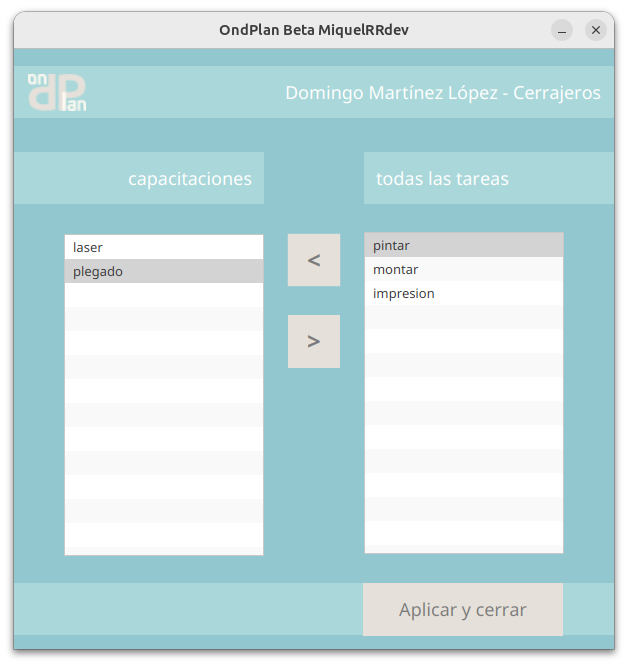 OndPlan Beta MiquelRRdev
on
dPlan
Domingo Martínez López - Cerrajeros
capacitaciones
todas las tareas
laser
plegado
<
>
pintar
montar
impresion
Aplicar y cerrar